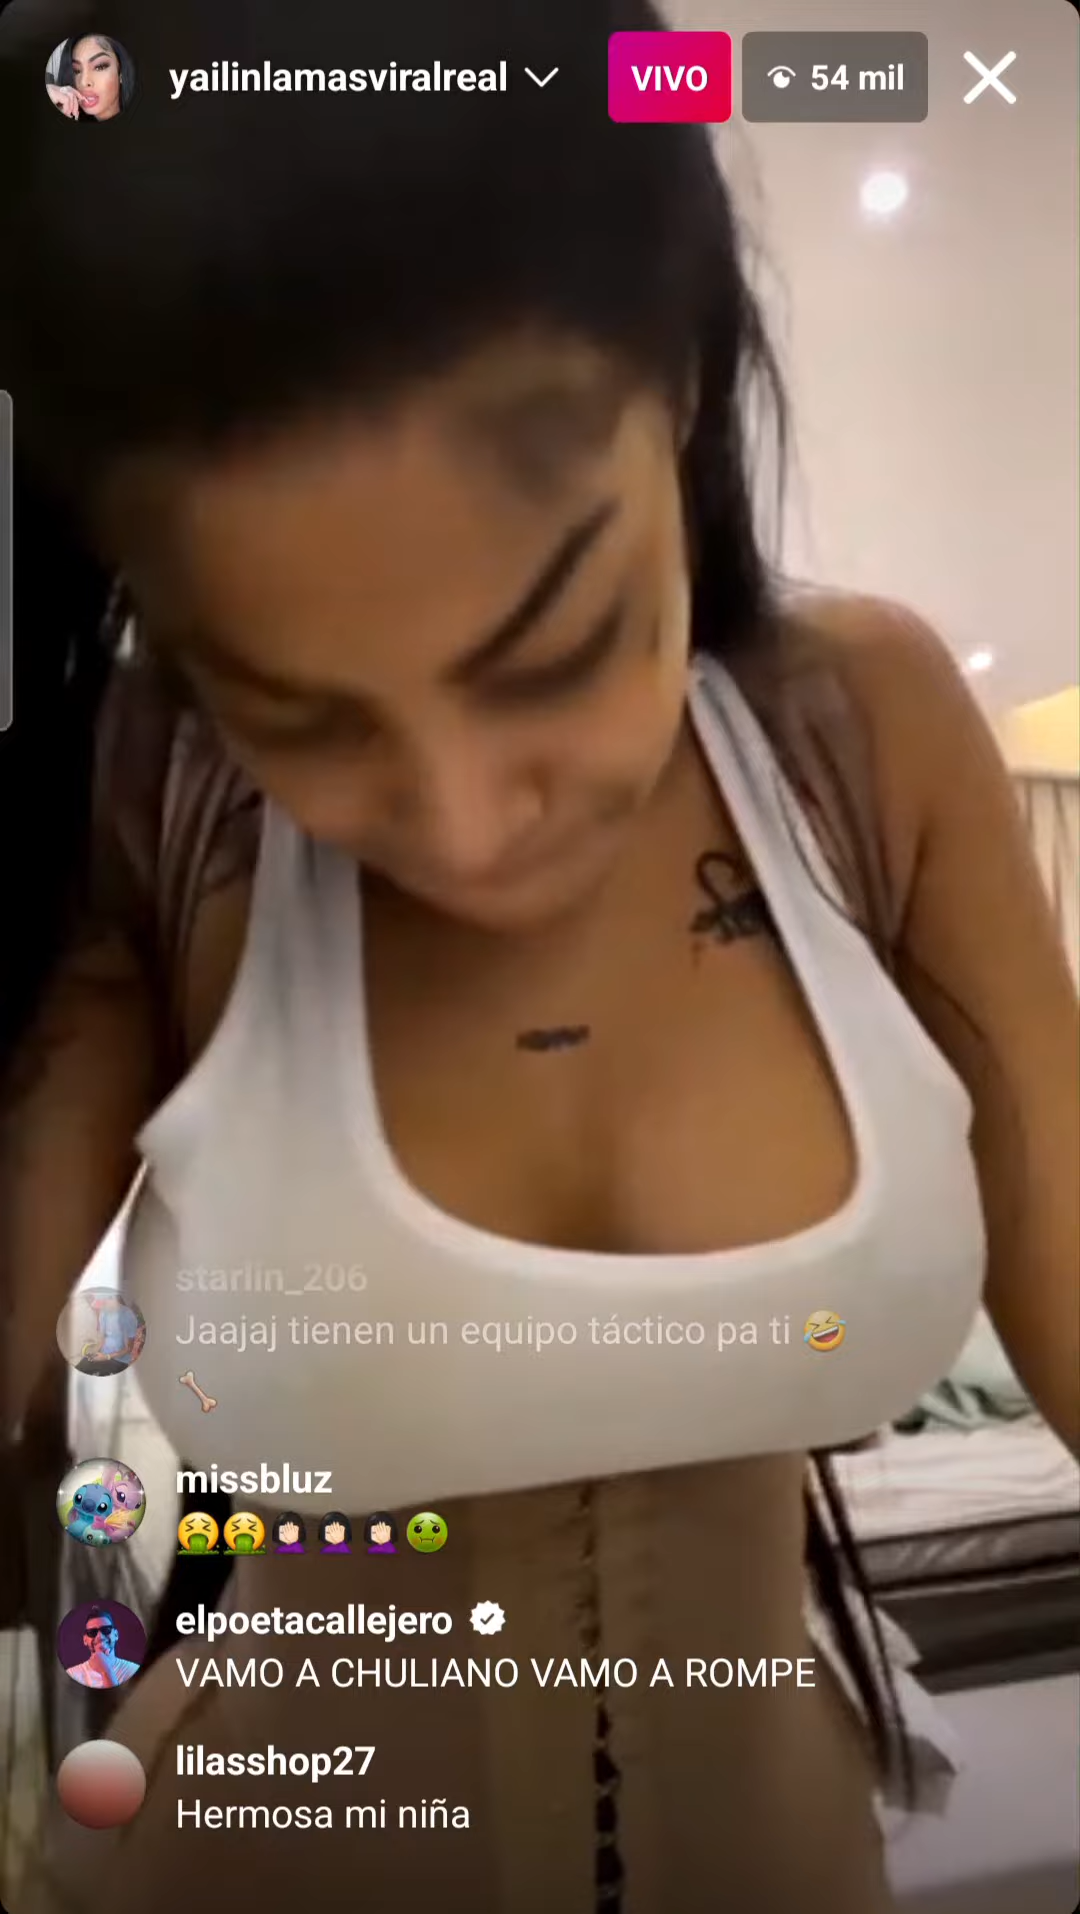 yailinlamasviralreal
VIVO
54 mil
starlin_206
Jaajaj tienen un equipo táctico pa ti 🤣
🦴
missbluz
🤮🤮🤦🏻‍♀️🤦🏻‍♀️🤦🏻‍♀️🤢
elpoetacallejero
VAMO A CHULIANO VAMO A ROMPE
lilasshop27
Hermosa mi niña